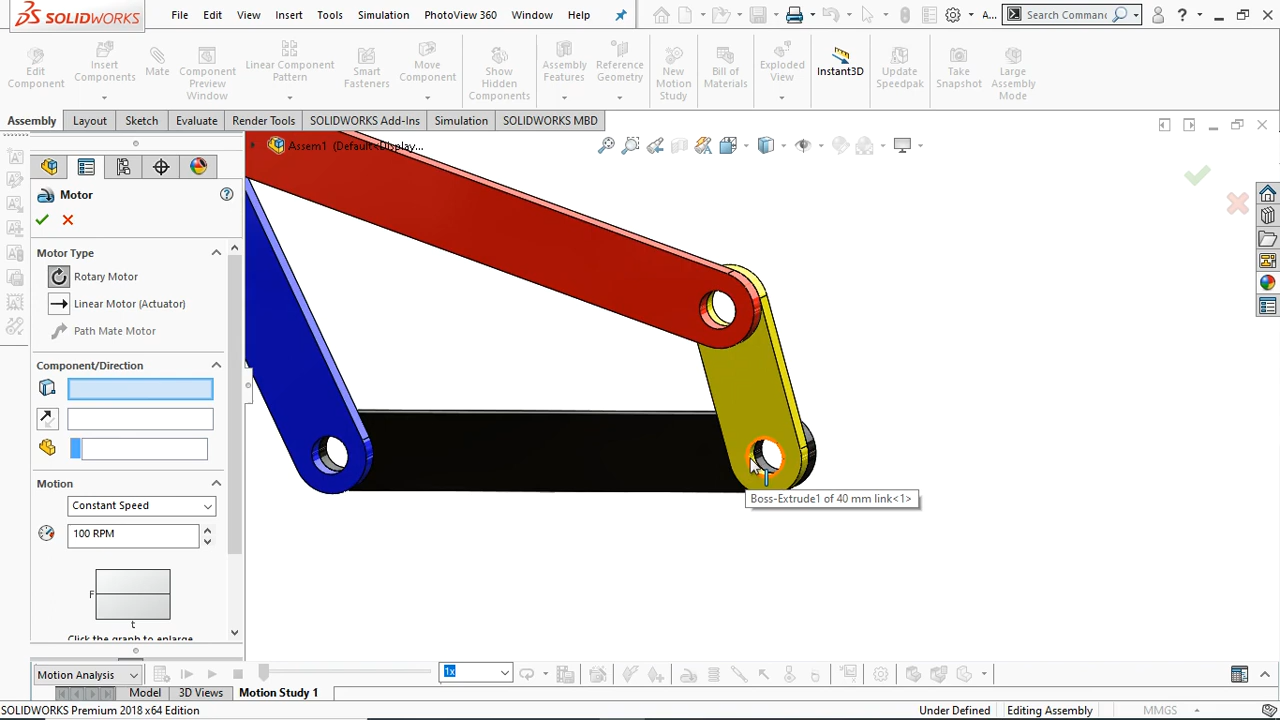 SOLIDWORKS
File Edit View Insert Tools Simulation PhotoView 360 Window Help
A... Search Comman
Edit Component
Insert Components
Mate
Component Preview Window
Linear Component Pattern
Smart Fasteners
Move Component
Show Hidden Components
Assembly Features
Reference Geometry
New Motion Study
Bill of Materials
Exploded View
Instant3D
Update Speedpak
Take Snapshot
Large Assembly Mode
Assembly Layout Sketch Evaluate Render Tools SOLIDWORKS Add-Ins Simulation SOLIDWORKS MBD
Assem1 (Default<Display...
Motor
Motor Type
Rotary Motor
Linear Motor (Actuator)
Path Mate Motor
Component/Direction
Motion
Constant Speed
100 RPM
F
t
Click the graph to enlarge
Boss-Extrude1 of 40 mm link<1>
Motion Analysis
1x
Model 3D Views Motion Study 1
SOLIDWORKS Premium 2018 x64 Edition Under Defined Editing Assembly MMGS